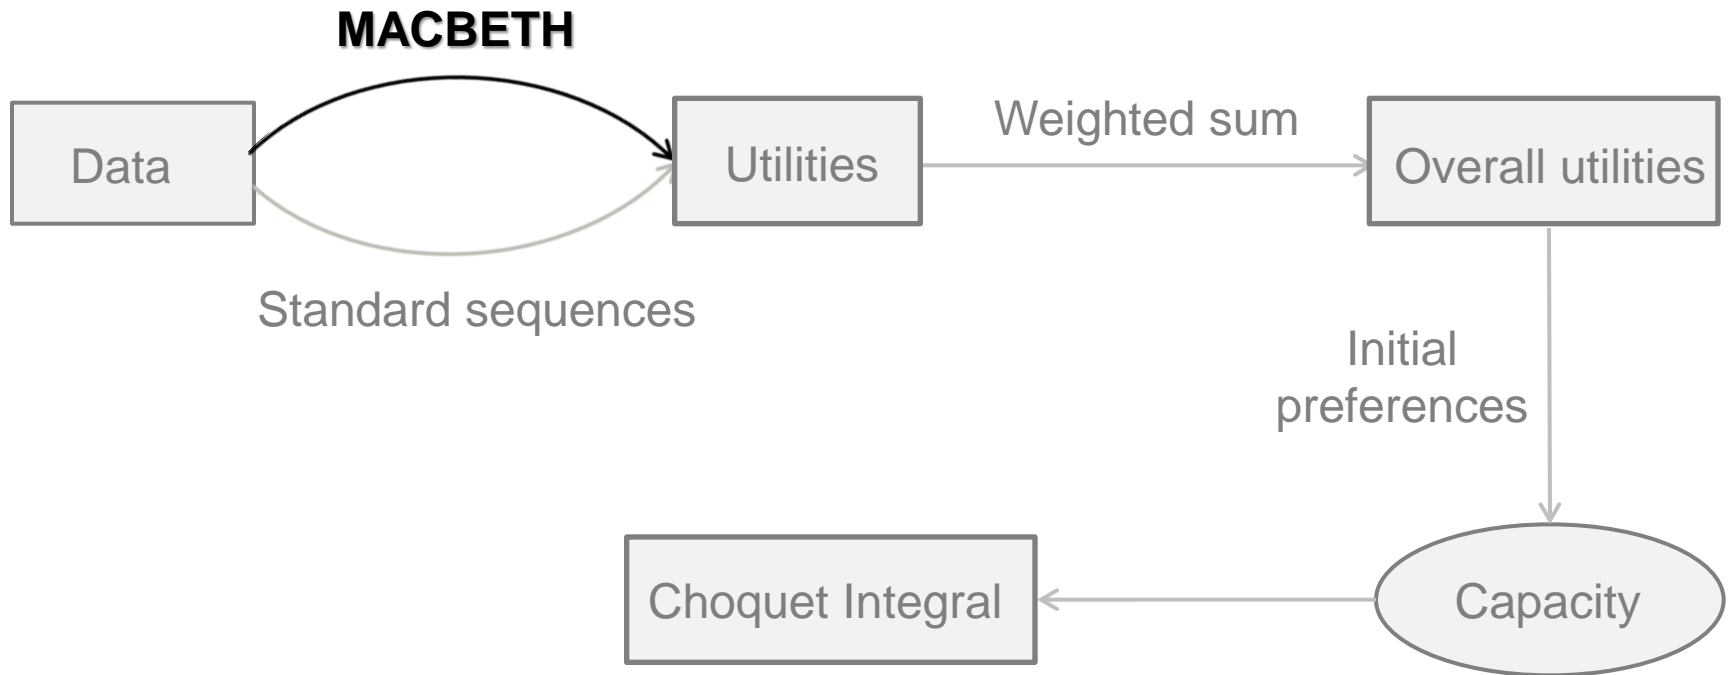 MACBETH
Data
Utilities
Weighted sum
Overall utilities
Standard sequences
Initial
preferences
Choquet Integral
Capacity